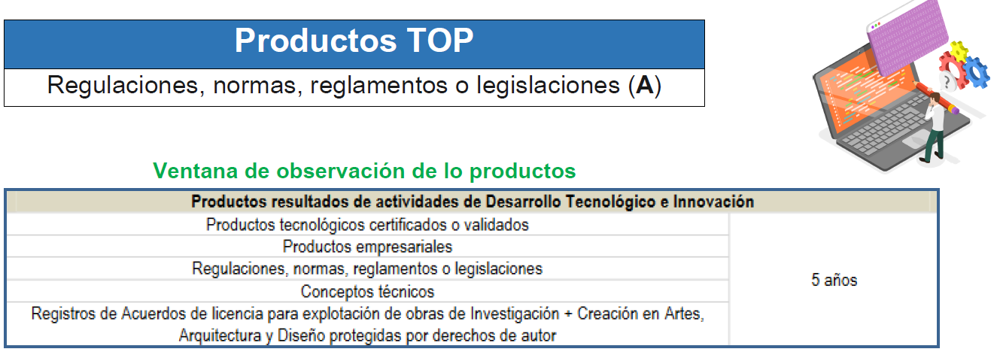 Productos TOP
Regulaciones, normas, reglamentos o legislaciones (A)
Ventana de observación de lo productos
Productos resultados de actividades de Desarrollo Tecnológico e Innovación
Productos tecnológicos certificados o validados
Productos empresariales
Regulaciones, normas, reglamentos o legislaciones
Conceptos técnicos
Registros de Acuerdos de licencia para explotación de obras de Investigación + Creación en Artes,
Arquitectura y Diseño protegidas por derechos de autor
5 años